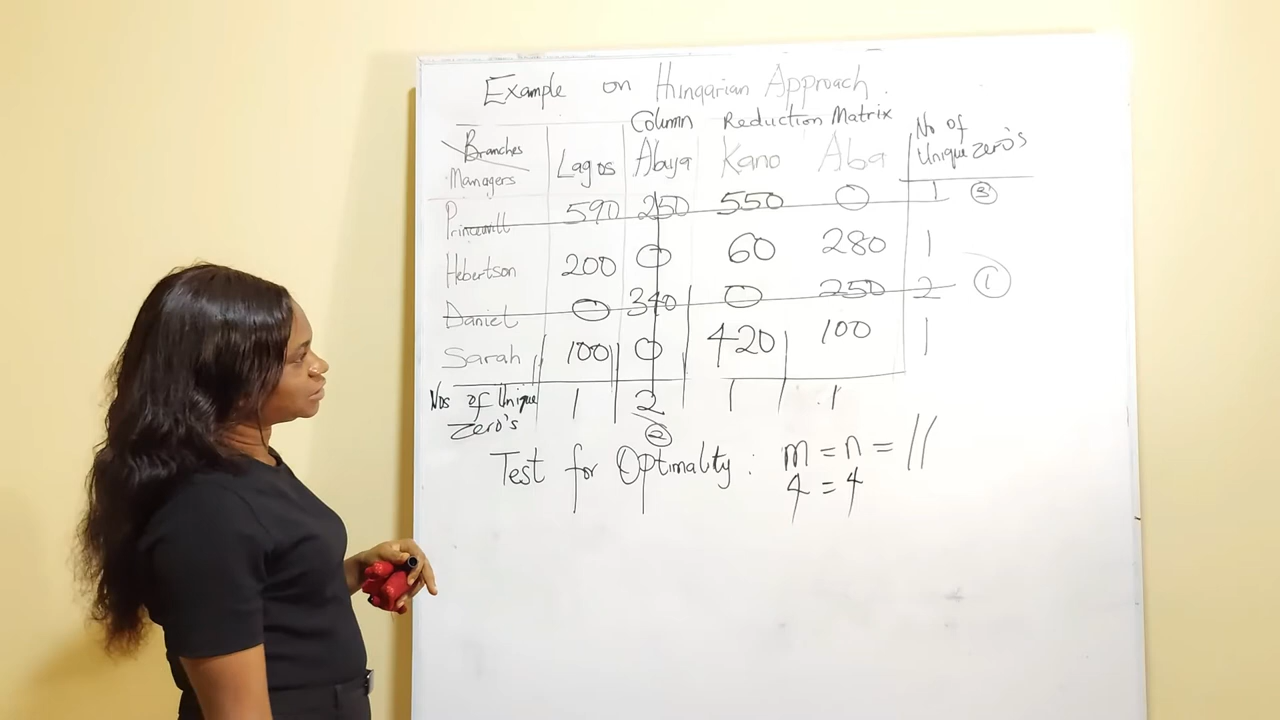 Example on Hungarian Approach.
Column Reduction Matrix
Branches
Managers
Lagos Abuja Kano Aba No of Unique zero's
Princewill 590 250 550 0 1 3
Hebertson 200 0 60 280 1
Daniel 0 340 0 250 2 1
Sarah 100 0 420 100 1
Nos of Unique Zero's 1 2 1 1
2
Test for Optimality: m = n = //
4 = 4